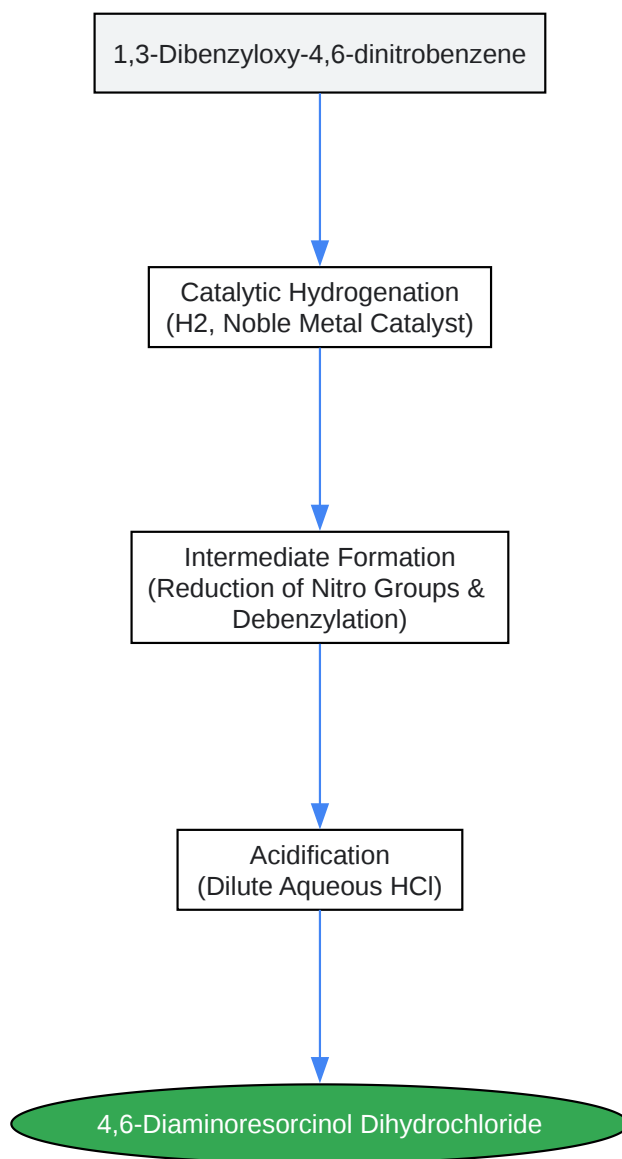 1,3-Dibenzyloxy-4,6-dinitrobenzene
Catalytic Hydrogenation
(H2, Noble Metal Catalyst)
Intermediate Formation
(Reduction of Nitro Groups &
Debenzylation)
Acidification
(Dilute Aqueous HCl)
4,6-Diaminoresorcinol Dihydrochloride